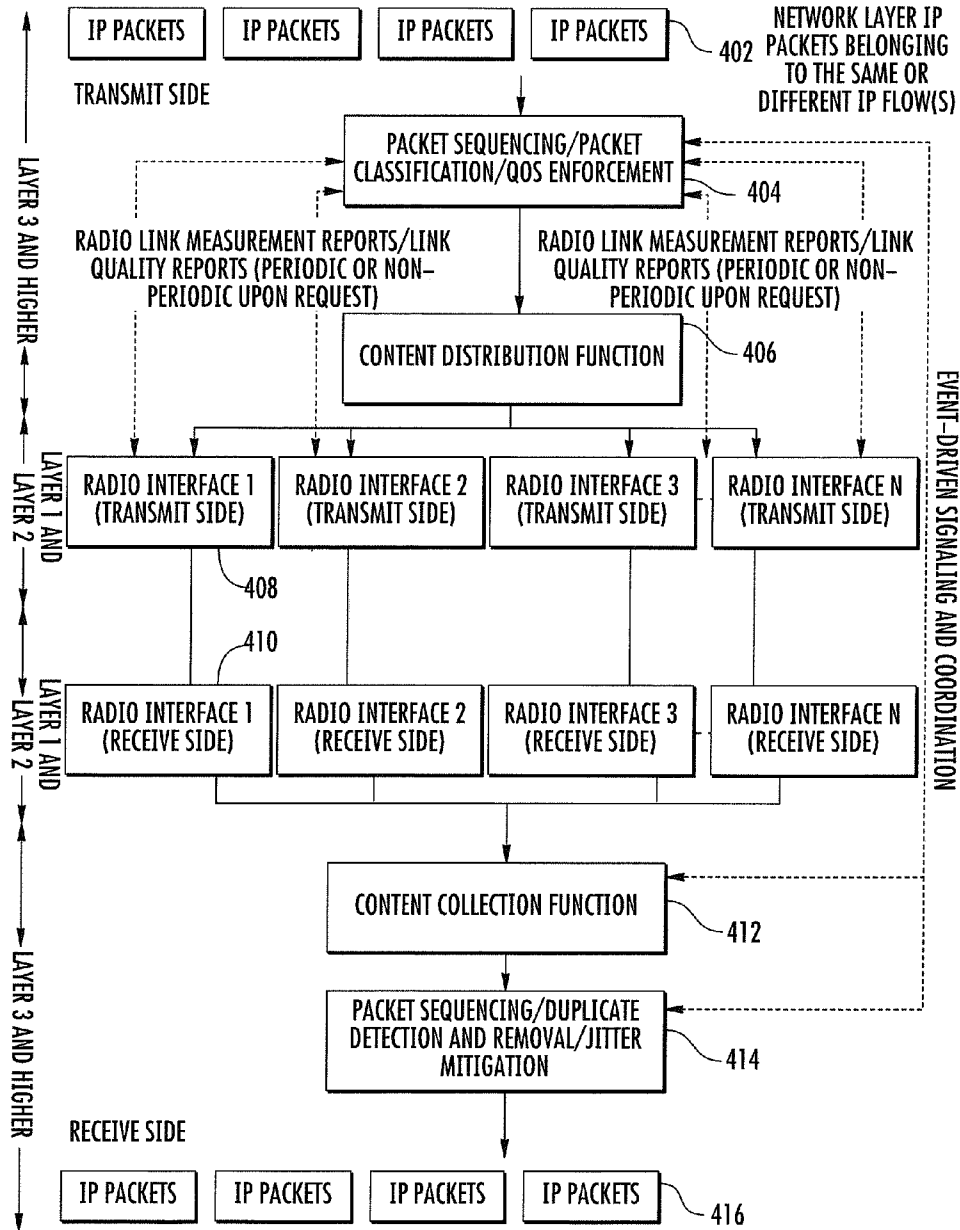 IP PACKETS IP PACKETS IP PACKETS IP PACKETS
402
NETWORK LAYER IP
PACKETS BELONGING
TO THE SAME OR
DIFFERENT IP FLOW(S)
TRANSMIT SIDE
PACKET SEQUENCING/PACKET
CLASSIFICATION/QOS ENFORCEMENT
404
LAYER 3 AND HIGHER
RADIO LINK MEASUREMENT REPORTS/LINK
QUALITY REPORTS (PERIODIC OR NON-
PERIODIC UPON REQUEST)
RADIO LINK MEASUREMENT REPORTS/LINK
QUALITY REPORTS (PERIODIC OR NON-
PERIODIC UPON REQUEST)
CONTENT DISTRIBUTION FUNCTION
406
EVENT-DRIVEN SIGNALING AND COORDINATION
LAYER 1 AND
LAYER 2
RADIO INTERFACE 1
(TRANSMIT SIDE)
RADIO INTERFACE 2
(TRANSMIT SIDE)
RADIO INTERFACE 3
(TRANSMIT SIDE)
RADIO INTERFACE N
(TRANSMIT SIDE)
408
410
LAYER 1 AND
LAYER 2
RADIO INTERFACE 1
(RECEIVE SIDE)
RADIO INTERFACE 2
(RECEIVE SIDE)
RADIO INTERFACE 3
(RECEIVE SIDE)
RADIO INTERFACE N
(RECEIVE SIDE)
CONTENT COLLECTION FUNCTION
412
LAYER 3 AND HIGHER
PACKET SEQUENCING/DUPLICATE
DETECTION AND REMOVAL/JITTER
MITIGATION
414
RECEIVE SIDE
IP PACKETS IP PACKETS IP PACKETS IP PACKETS
416